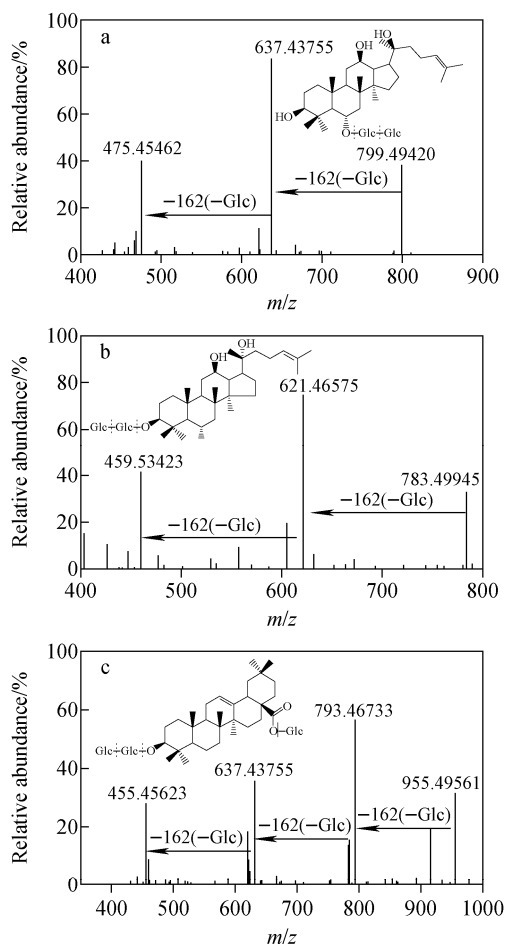 a
Relative abundance/%
100
80
60
40
20
0
637.43755
475.45462
799.49420
−162(−Glc)
−162(−Glc)
HO
OH
HO
O-Glc-Glc
400 500 600 700 800 900
m/z
b
Relative abundance/%
100
80
60
40
20
0
OH
OH
Glc-Glc-O
621.46575
459.53423
783.49945
−162(−Glc)
−162(−Glc)
400 500 600 700 800
m/z
c
Relative abundance/%
100
80
60
40
20
0
O
O-Glc
Glc-Glc-O
793.46733
637.43755
955.49561
455.45623
−162(−Glc)
−162(−Glc)
−162(−Glc)
400 500 600 700 800 900 1000
m/z